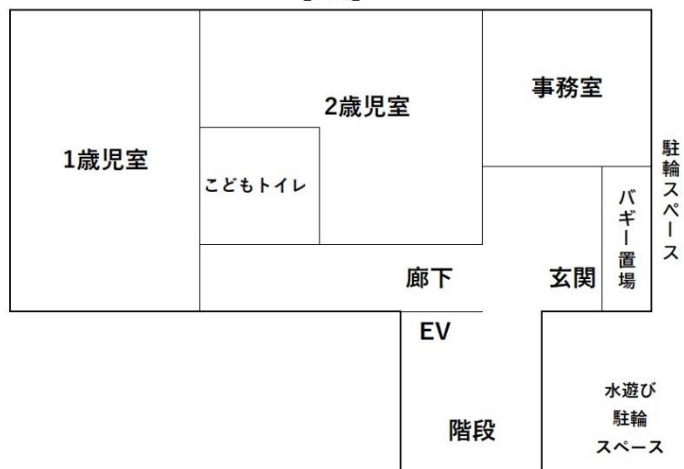 1歳児室
2歳児室
こどもトイレ
事務室
廊下
玄関
バギー置場
駐輪スペース
EV
階段
水遊び
駐輪
スペース